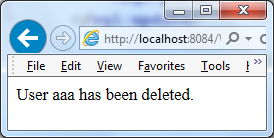 http://localhost:8084/
File Edit View Favorites Tools
User aaa has been deleted.